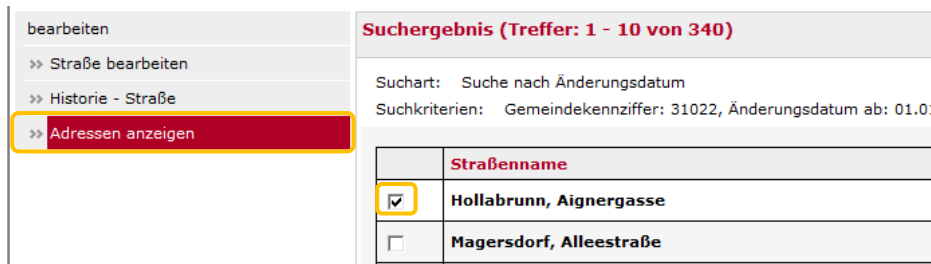 bearbeiten
» Straße bearbeiten
» Historie - Straße
» Adressen anzeigen
Suchergebnis (Treffer: 1 - 10 von 340)
Suchart: Suche nach Änderungsdatum
Suchkriterien: Gemeindekennziffer: 31022, Änderungsdatum ab: 01.01
Straßenname
Hollabrunn, Aignergasse
Magersdorf, Alleestraße